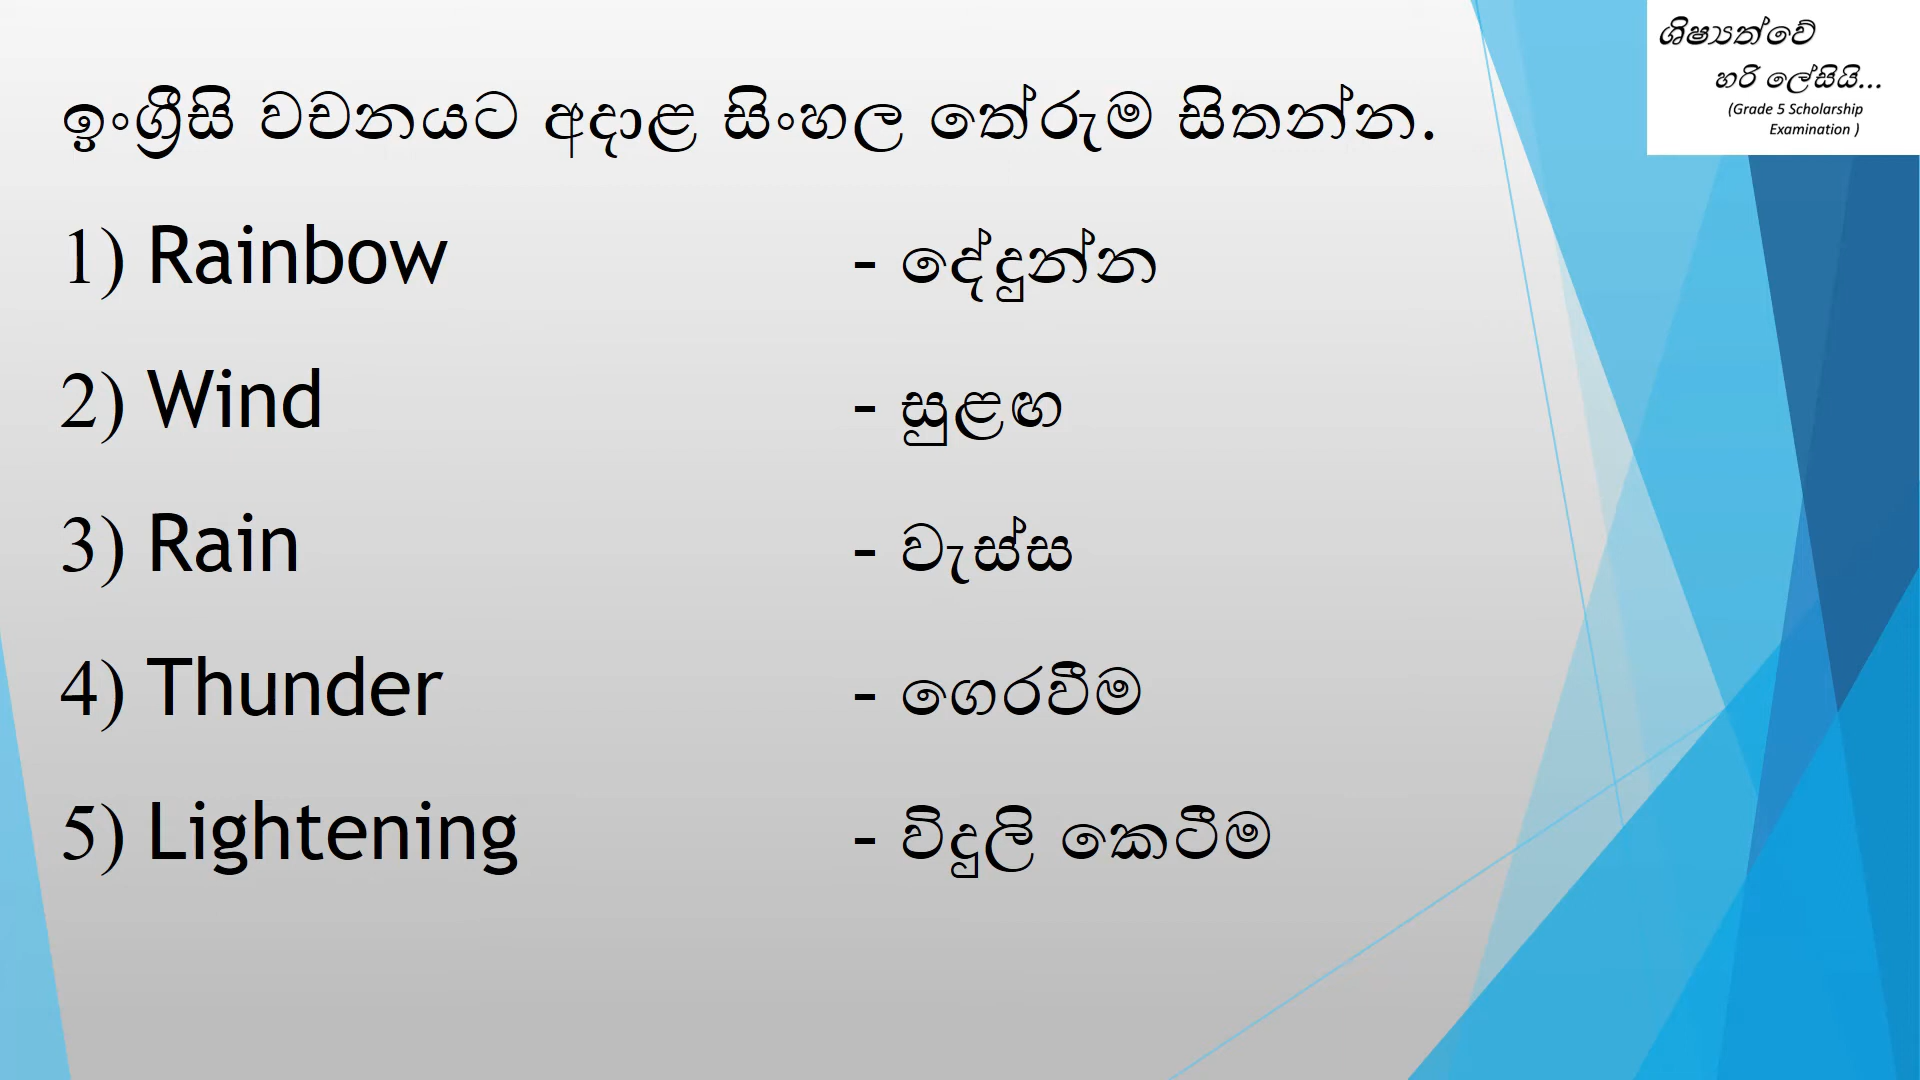 ශිෂ්‍යත්වේ
හරි ලේසියි...
(Grade 5 Scholarship
Examination )
ඉංග්‍රීසි වචනයට අදාළ සිංහල තේරුම සිතන්න.
1) Rainbow - දේදුන්න
2) Wind - සුළඟ
3) Rain - වැස්ස
4) Thunder - ගෙරවීම
5) Lightening - විදුලි කෙටීම